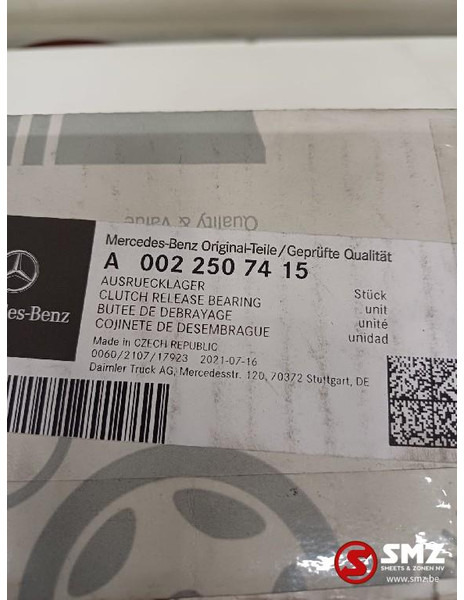 Quality & Value
Mercedes-Benz Original-Teile/Geprüfte Qualität
A 002 250 74 15
AUSRUECKLAGER
CLUTCH RELEASE BEARING
BUTEE DE DEBRAYAGE
COJINETE DE DESEMBRAGUE
Stück
unit
unité
unidad
des-Benz
Made in CZECH REPUBLIC
0060/2107/17923 2021-07-16
Daimler Truck AG, Mercedesstr. 120, 70372 Stuttgart, DE
SMZ
SMEETS & ZONEN NV
www.smz.be